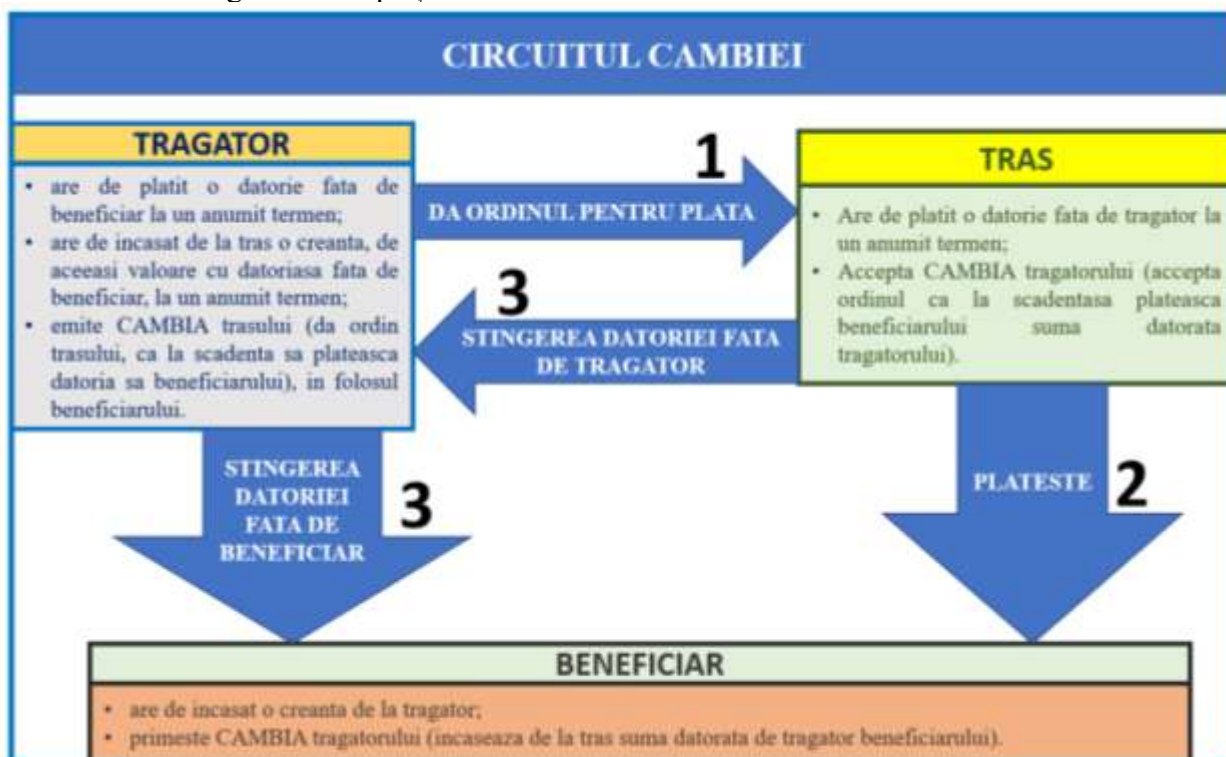 CIRCUITUL CAMBIEI
TRAGATOR
• are de platit o datorie fata de
beneficiar la un anumit termen;
• are de incasat de la tras o creanta, de
aceeasi valoare cu datoriasa fata de
beneficiar, la un anumit termen;
• emite CAMBIA trasului (da ordin
trasului, ca la scadenta sa plateasca
datoria sa beneficiarului), in folosul
beneficiarului.
1
DA ORDINUL PENTRU PLATA
3
STINGEREA DATORIEI FATA
DE TRAGATOR
TRAS
• Are de platit o datorie fata de tragator la
un anumit termen;
• Accepta CAMBIA tragatorului (accepta
ordinul ca la scadentasa plateasca
beneficiarului suma datorata
tragatorului).
STINGEREA
DATORIEI
FATA DE
BENEFICIAR
3
PLATESTE
2
BENEFICIAR
• are de incasat o creanta de la tragator;
• primeste CAMBIA tragatorului (incaseaza de la tras suma datorata de tragator beneficiarului).